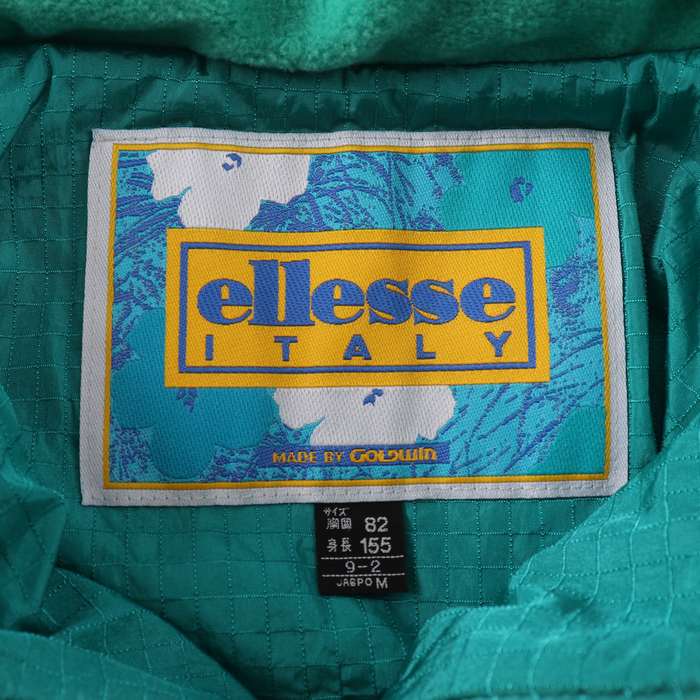 ellesse
ITALY
MADE BY GOLDWIN
サイズ
胸囲 82
身長 155
9-2
JASPO M